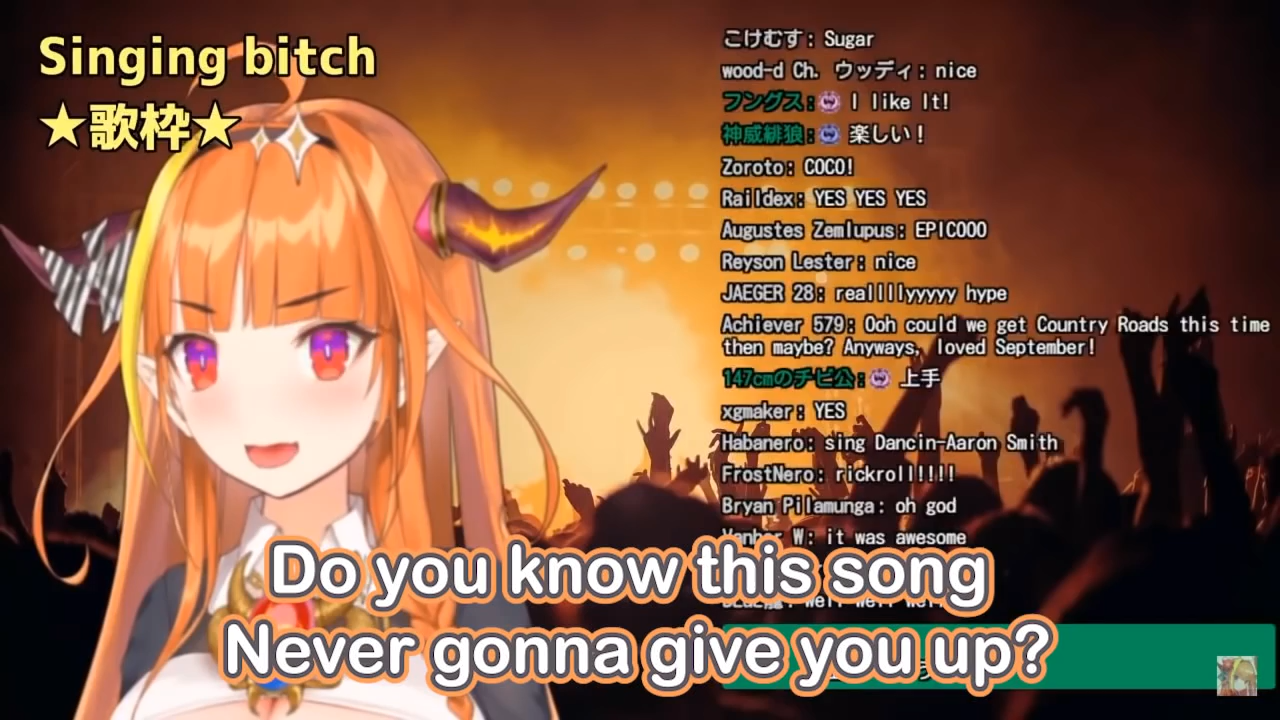 Singing bitch
★歌枠★
こけむす: Sugar
wood-d Ch. ウッディ: nice
フングス: I like It!
神威緋狼: 楽しい!
Zoroto: COCO!
Raildex: YES YES YES
Augustes Zemlupus: EPICOOO
Reyson Lester: nice
JAEGER 28: reallllyyyyy hype
Achiever 579: Ooh could we get Country Roads this time
then maybe? Anyways, loved September!
147cmのチビ公: 上手
xgmaker: YES
Habanero: sing Dancin-Aaron Smith
FrostNero: rickroll!!!!
Bryan Pilamunga: oh god
W: it was awesome
well well well
Do you know this song
Never gonna give you up?